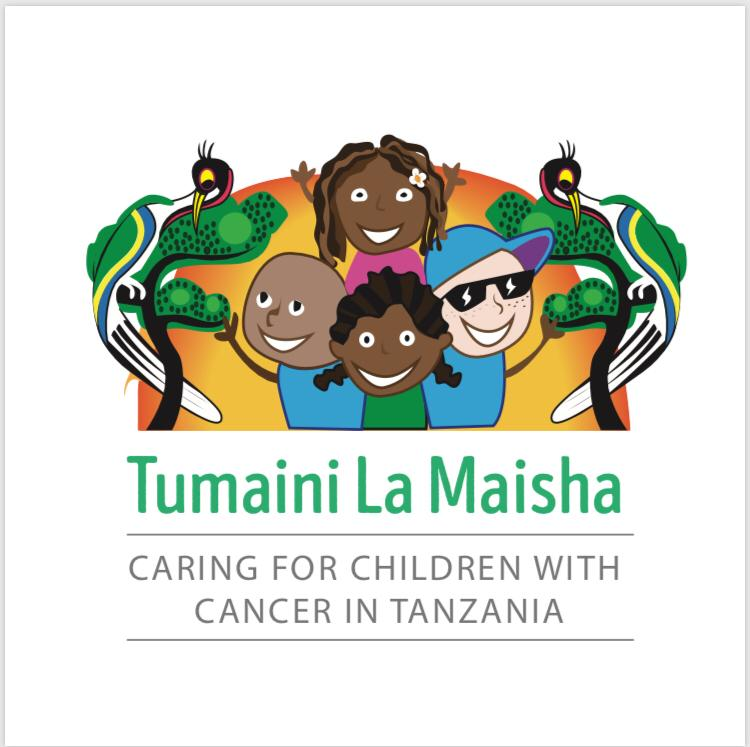 Tumaini La Maisha
CARING FOR CHILDREN WITH
CANCER IN TANZANIA